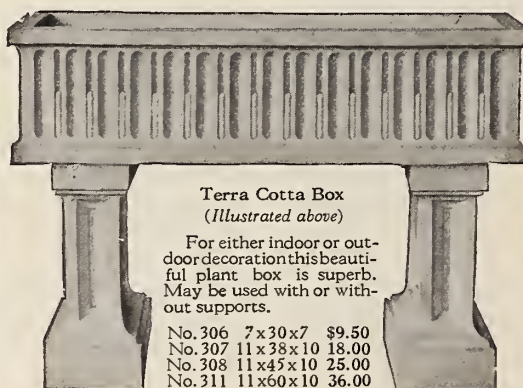 Terra Cotta Box
(Illustrated above)
For either indoor or out-
door decoration this beauti-
ful plant box is superb.
May be used with or with-
out supports.
No. 306 7x30x7 $9.50
No. 307 11x38x10 18.00
No. 308 11x45x10 25.00
No. 311 11x60x10 36.00